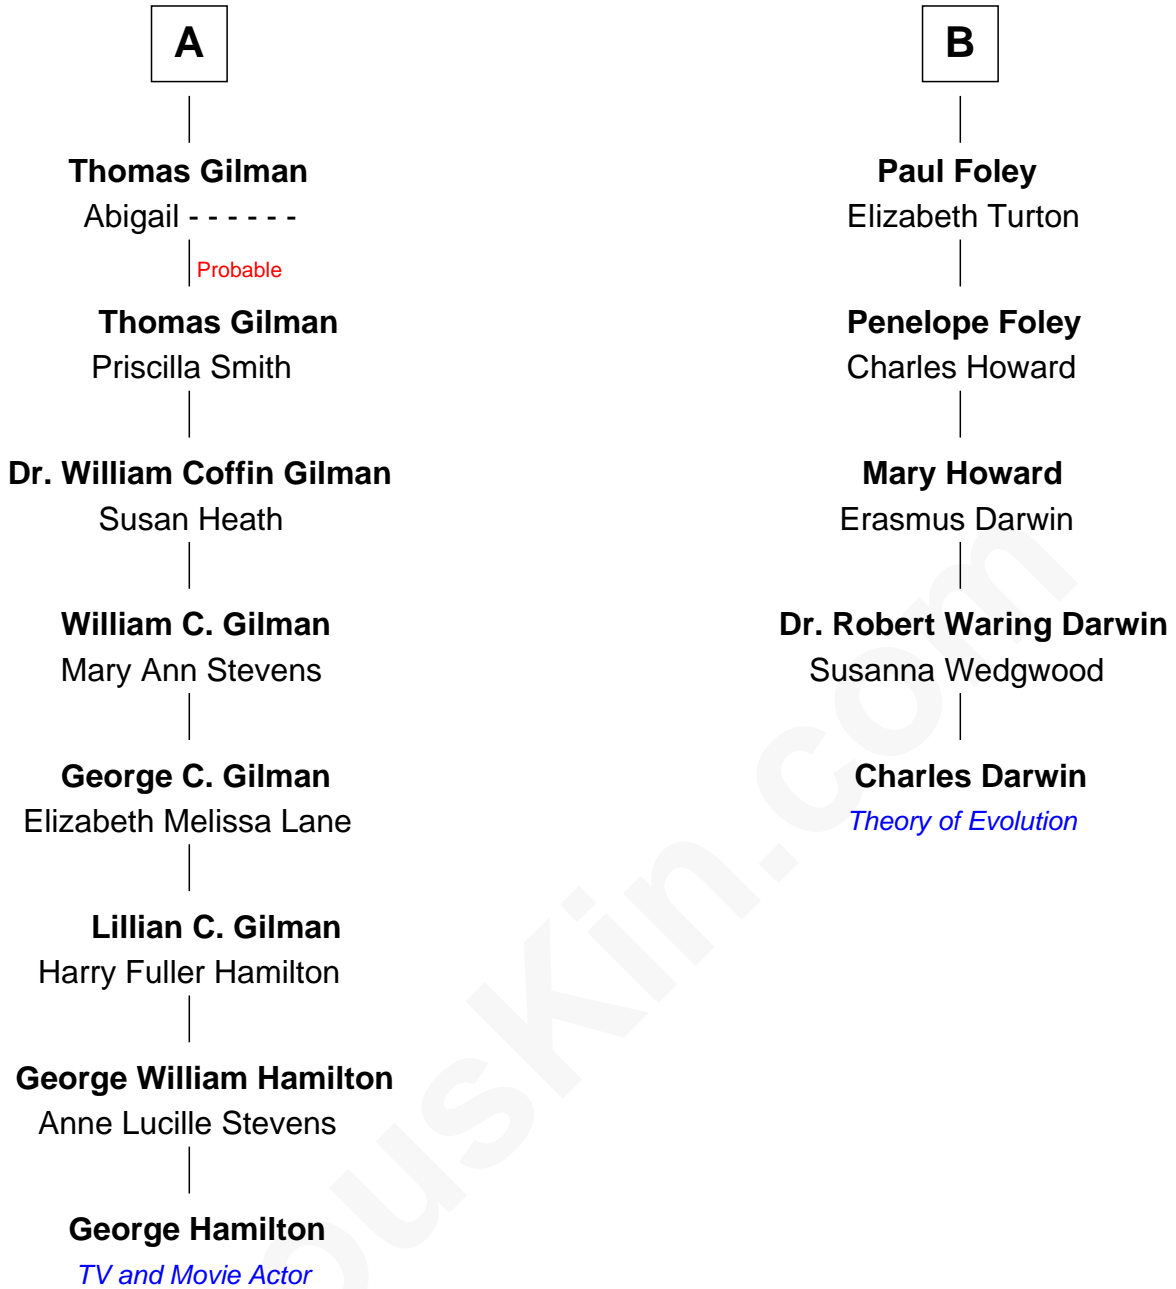 A
Thomas Gilman
Abigail - - - - - -
Probable
Thomas Gilman
Priscilla Smith
Dr. William Coffin Gilman
Susan Heath
William C. Gilman
Mary Ann Stevens
George C. Gilman
Elizabeth Melissa Lane
Lillian C. Gilman
Harry Fuller Hamilton
George William Hamilton
Anne Lucille Stevens
George Hamilton
TV and Movie Actor
B
Paul Foley
Elizabeth Turton
Penelope Foley
Charles Howard
Mary Howard
Erasmus Darwin
Dr. Robert Waring Darwin
Susanna Wedgwood
Charles Darwin
Theory of Evolution
ousKin.com